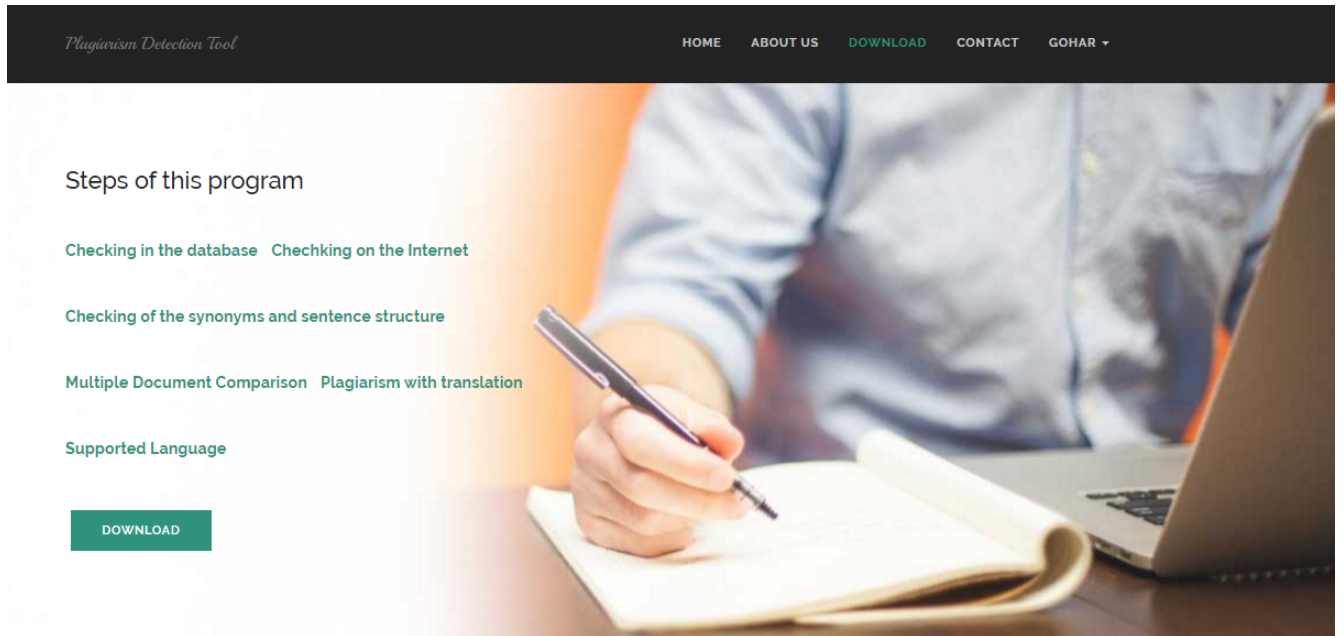 Plagiarism Detection Tool HOME ABOUT US DOWNLOAD CONTACT GOHAR
Steps of this program
Checking in the database Chechking on the Internet
Checking of the synonyms and sentence structure
Multiple Document Comparison Plagiarism with translation
Supported Language
DOWNLOAD